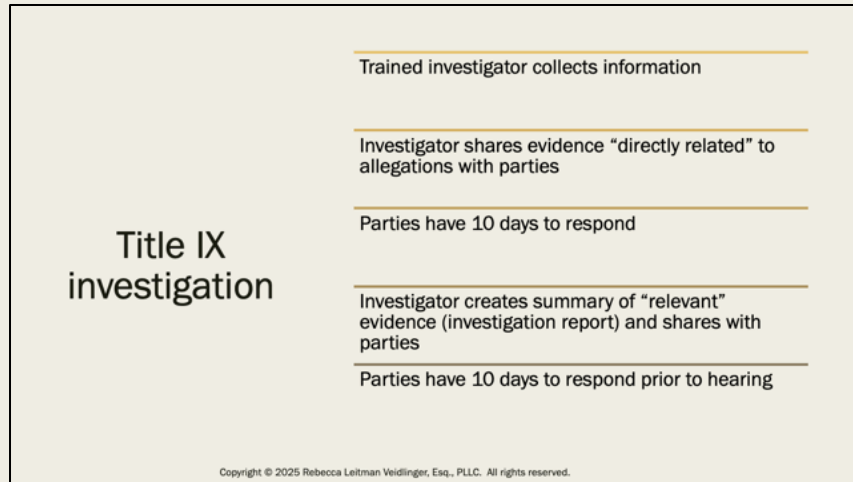 Title IX
investigation
Trained investigator collects information
Investigator shares evidence “directly related” to
allegations with parties
Parties have 10 days to respond
Investigator creates summary of “relevant”
evidence (investigation report) and shares with
parties
Parties have 10 days to respond prior to hearing
Copyright © 2025 Rebecca Leitman Veidlinger, Esq., PLLC. All rights reserved.